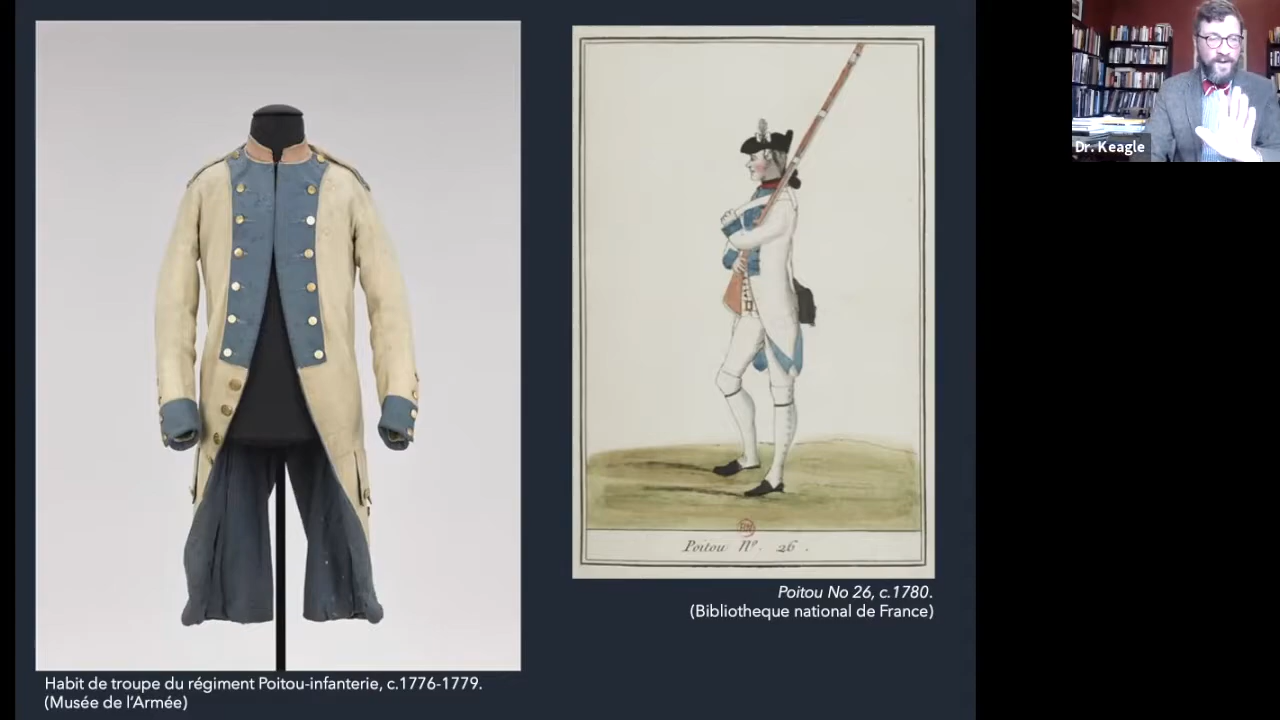 Dr. Keagle
Poitou Nº. 26.
Poitou No 26, c.1780.
(Bibliotheque national de France)
Habit de troupe du régiment Poitou-infanterie, c.1776-1779.
(Musée de l'Armée)